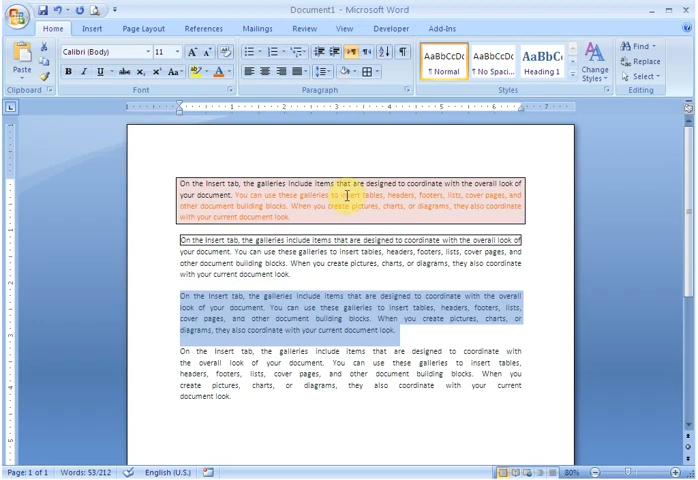 Document1 - Microsoft Word
Home Insert Page Layout References Mailings Review View Developer Add-Ins
Paste
Calibri (Body) 11
B I U abc x₂ x² Aa
AaBbCcDc AaBbCcDc AaBbC
¶ Normal ¶ No Spaci... Heading 1
Change Styles
Find
Replace
Select
Clipboard Font Paragraph Styles Editing
1 1 2 3 4 5 6 7
On the Insert tab, the galleries include items that are designed to coordinate with the overall look of
your document. You can use these galleries to insert tables, headers, footers, lists, cover pages, and
other document building blocks. When you create pictures, charts, or diagrams, they also coordinate
with your current document look.
On the Insert tab, the galleries include items that are designed to coordinate with the overall look of
your document. You can use these galleries to insert tables, headers, footers, lists, cover pages, and
other document building blocks. When you create pictures, charts, or diagrams, they also coordinate
with your current document look.
On the Insert tab, the galleries include items that are designed to coordinate with the overall
look of your document. You can use these galleries to insert tables, headers, footers, lists,
cover pages, and other document building blocks. When you create pictures, charts, or
diagrams, they also coordinate with your current document look.
On the Insert tab, the galleries include items that are designed to coordinate with
the overall look of your document. You can use these galleries to insert tables,
headers, footers, lists, cover pages, and other document building blocks. When you
create pictures, charts, or diagrams, they also coordinate with your current
document look.
Page: 1 of 1 Words: 53/212 English (U.S.) 80%